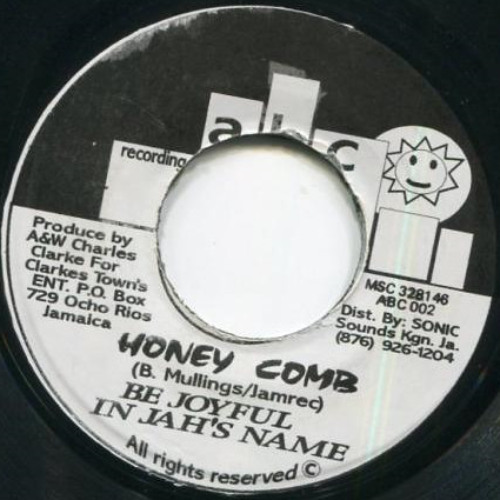 abc
recording
Produce by
A&W Charles
Clarke For
Clarkes Town's
ENT. P.O. Box
729 Ocho Rios
Jamaica
MSC 328146
ABC 002
Dist. By: SONIC
Sounds Kgn. Ja.
(876) 926-1204
HONEY COMB
(B. Mullings/Jamrec)
BE JOYFUL
IN JAH'S NAME
All rights reserved ©